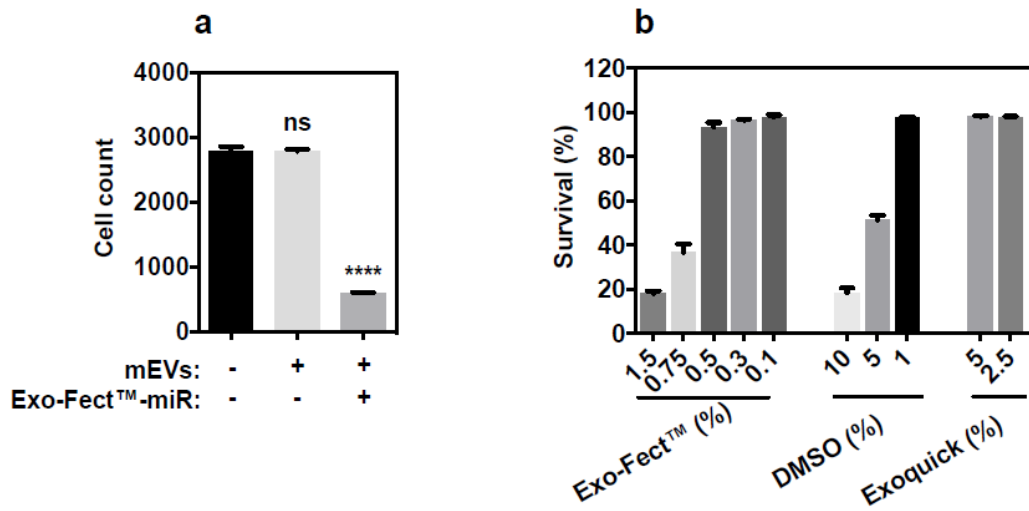 a
4000
3000
2000
1000
0
Cell count
ns
****
mEVs: - + +
Exo-Fect™-miR: - - +
b
120
100
80
60
40
20
0
Survival (%)
1.5 0.75 0.5 0.3 0.1 10 5 1 5 2.5
Exo-Fect™ (%) DMSO (%) Exoquick (%)